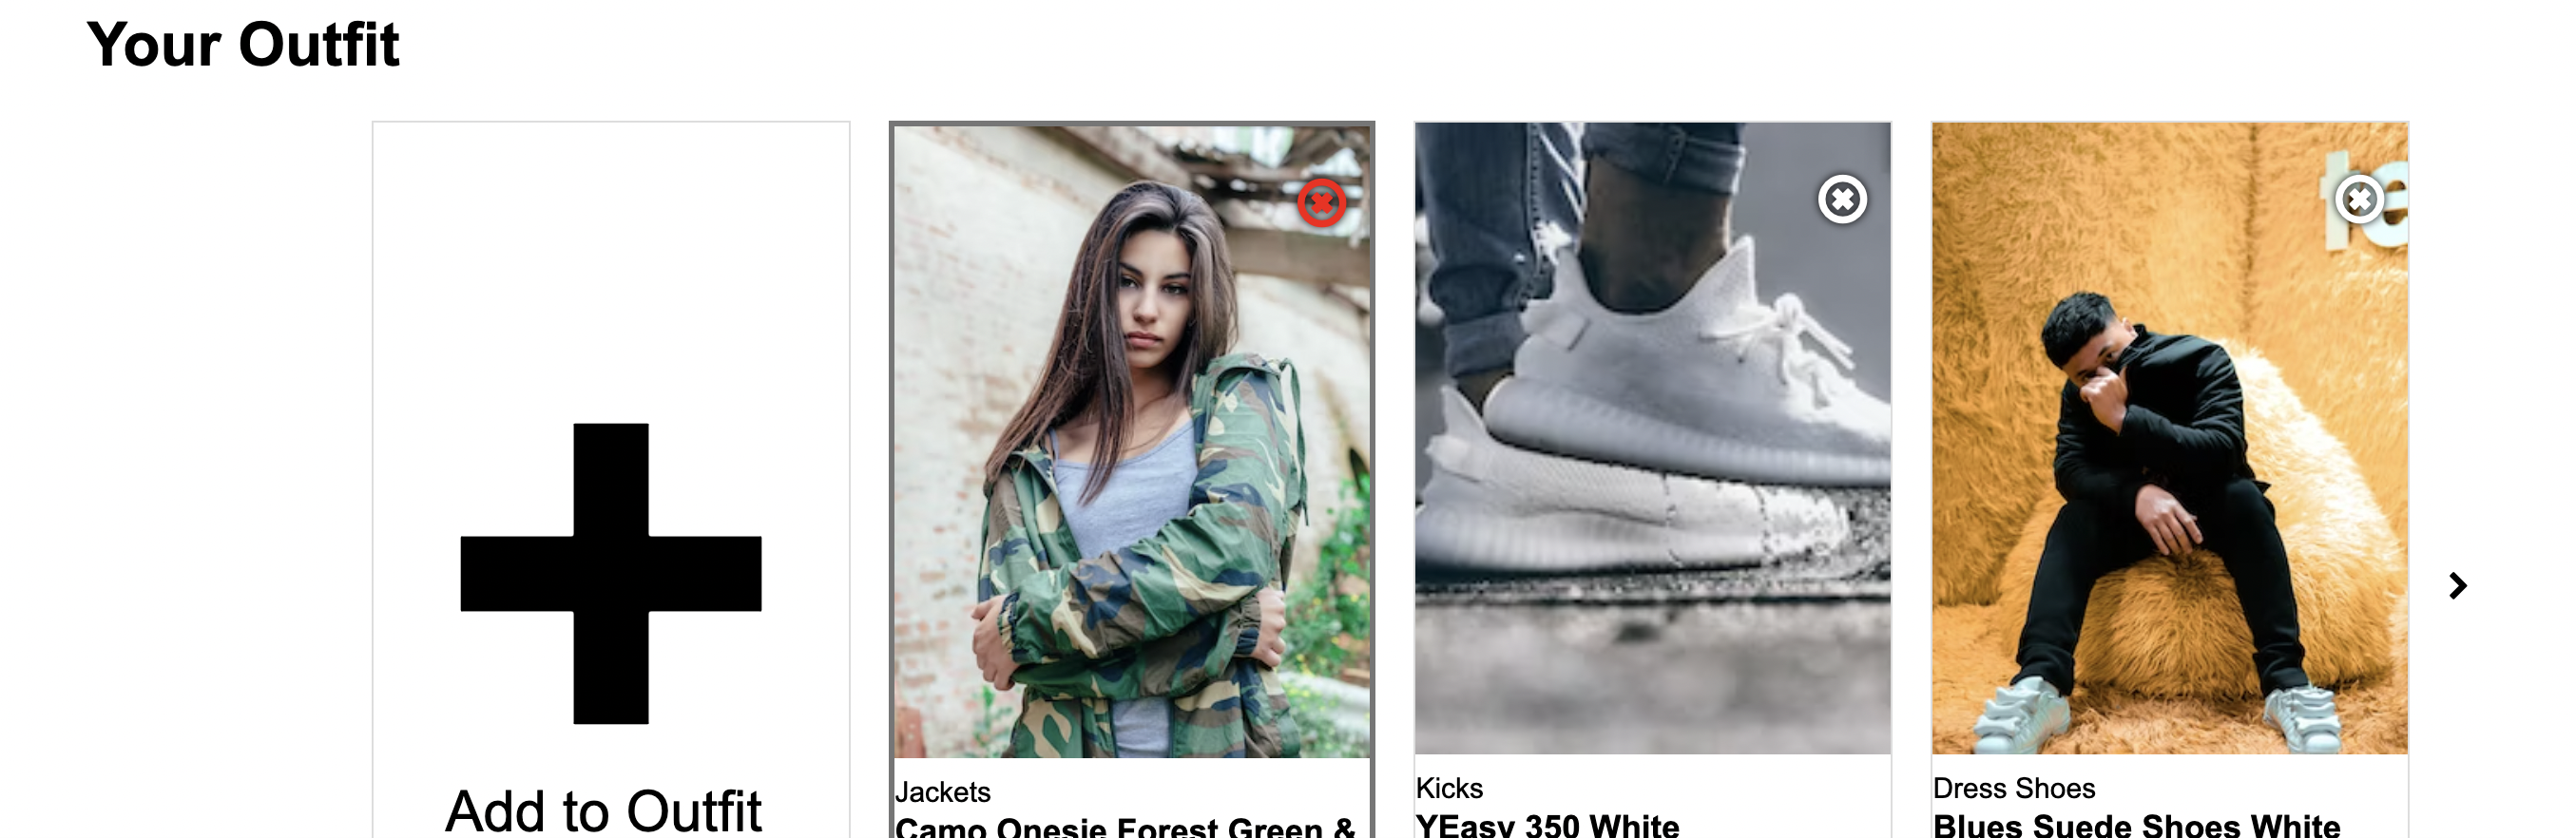 Your Outfit
te
Add to Outfit
Jackets
Camo Onesie Forest Green &
Kicks
YEasy 350 White
Dress Shoes
Blues Suede Shoes White